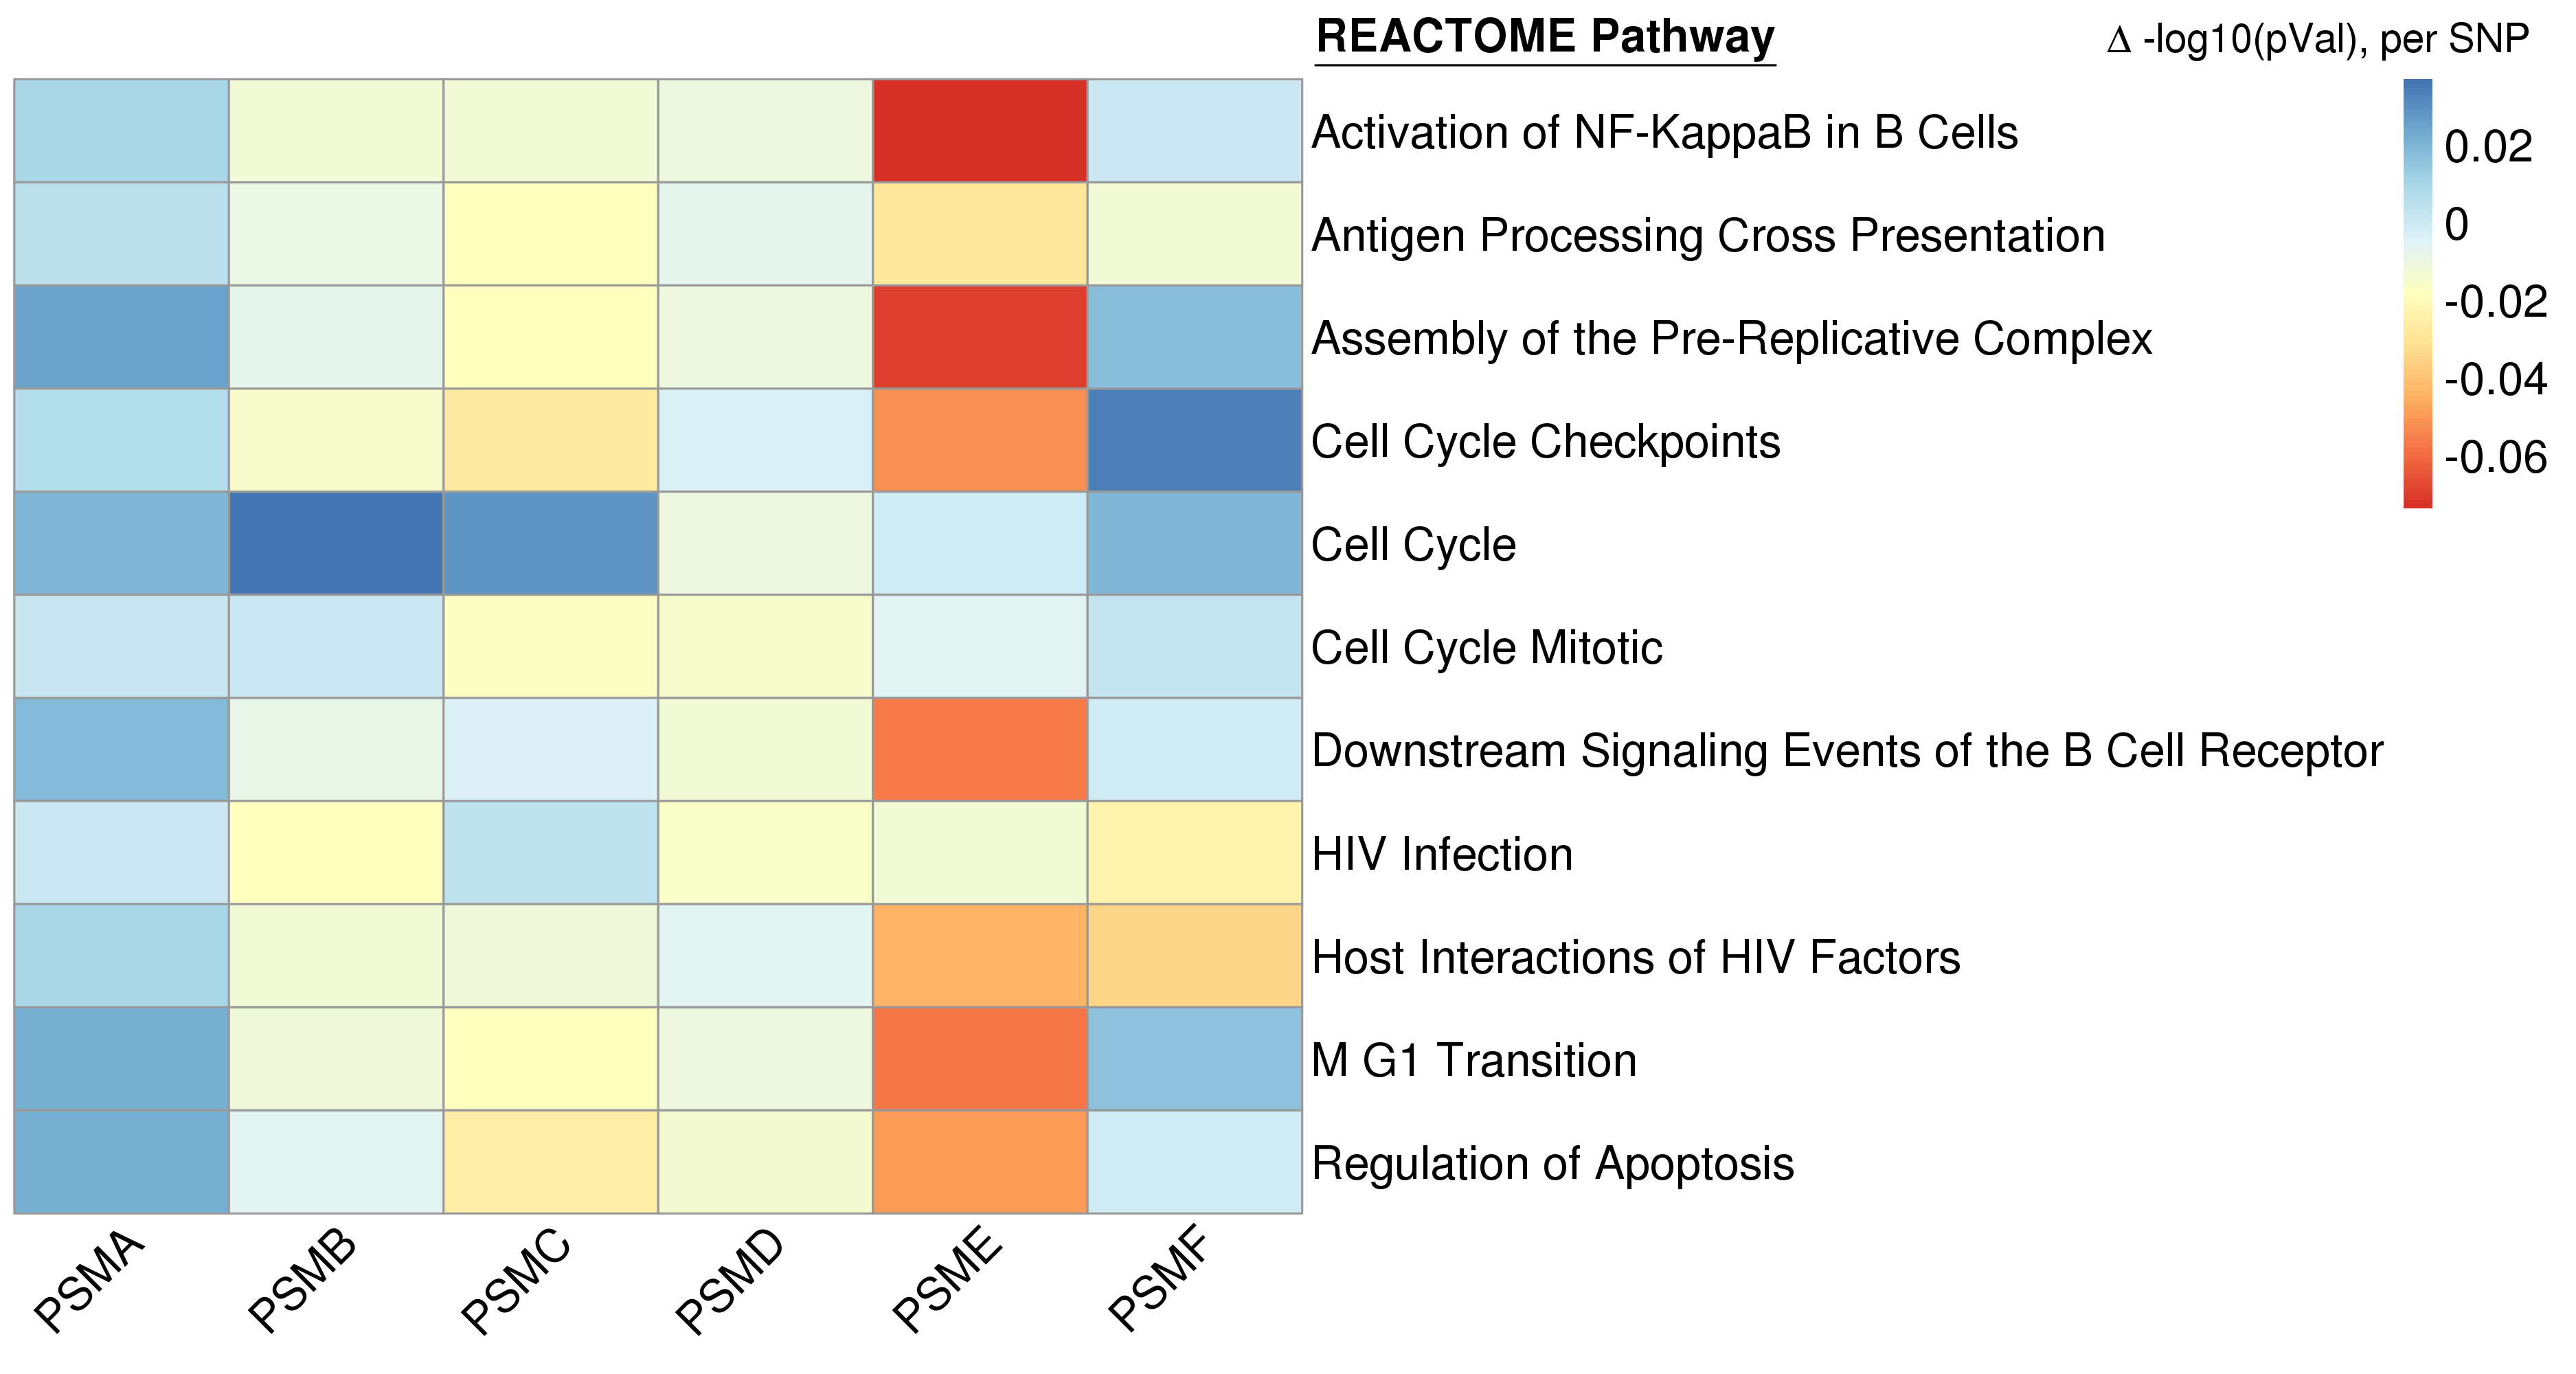 REACTOME Pathway
Δ -log10(pVal), per SNP
Activation of NF-KappaB in B Cells
Antigen Processing Cross Presentation
Assembly of the Pre-Replicative Complex
Cell Cycle Checkpoints
Cell Cycle
Cell Cycle Mitotic
Downstream Signaling Events of the B Cell Receptor
HIV Infection
Host Interactions of HIV Factors
M G1 Transition
Regulation of Apoptosis
0.02
0
-0.02
-0.04
-0.06
PSMA
PSMB
PSMC
PSMD
PSME
PSMF